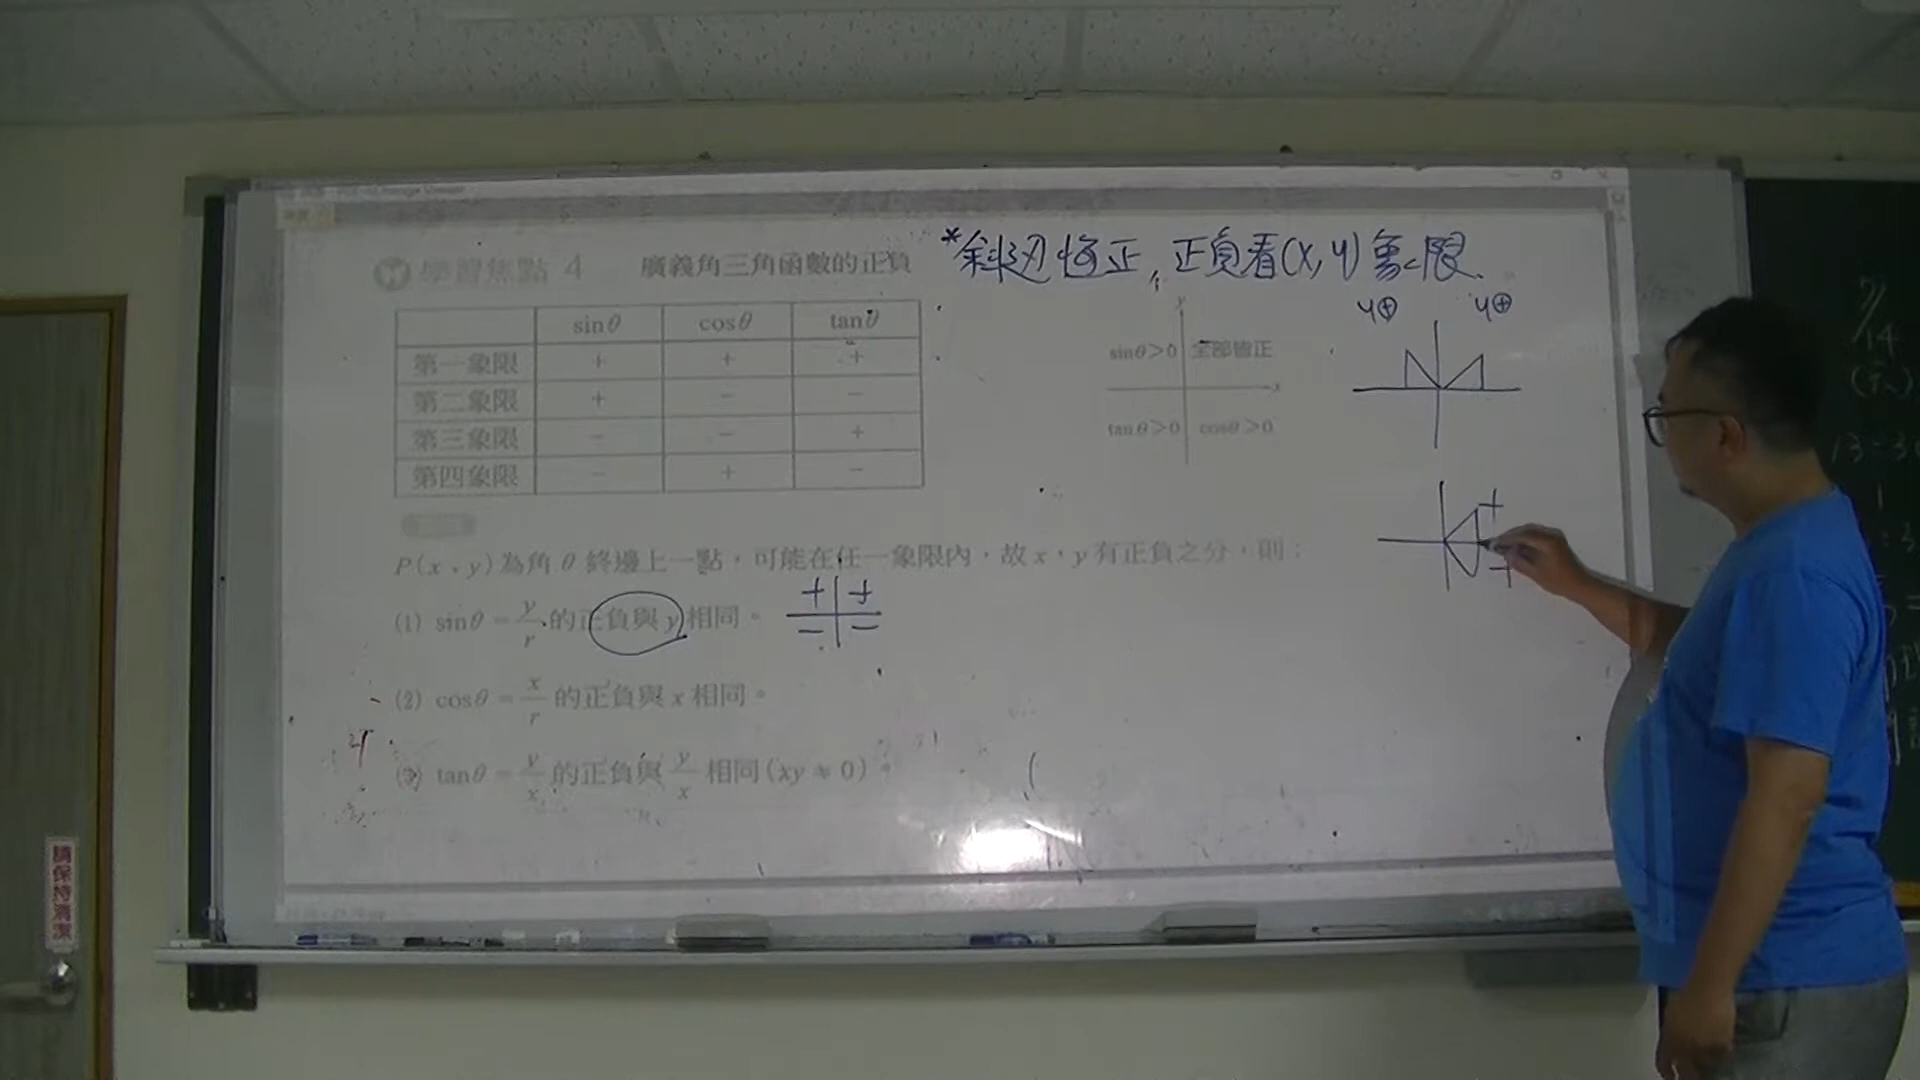 學習焦點 4 廣義角三角函數的正負
*斜边恆正，正負看(x,y)象限.
sinθ cosθ tanθ
第一象限 + + +
第二象限 + − −
第三象限 − − +
第四象限 − + −
y
sinθ>0 全部皆正
x
tanθ>0 cosθ>0
y⊕ y⊕
+
P(x，y)為角θ終邊上一點，可能在任一象限內，故x，y有正負之分，則：
(1) sinθ=y/r 的正負與y相同。
+ +
− −
(2) cosθ=x/r 的正負與x相同。
(3) tanθ=y/x 的正負與 y/x 相同(xy≠0)。
7/14
請保持清潔